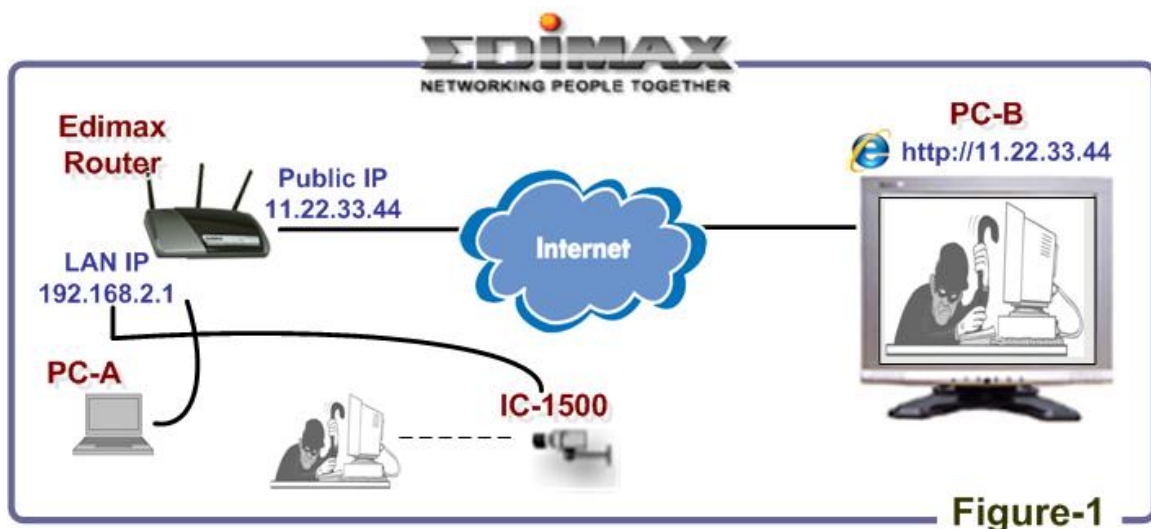 EDIMAX
NETWORKING PEOPLE TOGETHER
Edimax
Router
Public IP
11.22.33.44
LAN IP
192.168.2.1
PC-A
IC-1500
Internet
PC-B
http://11.22.33.44
Figure-1